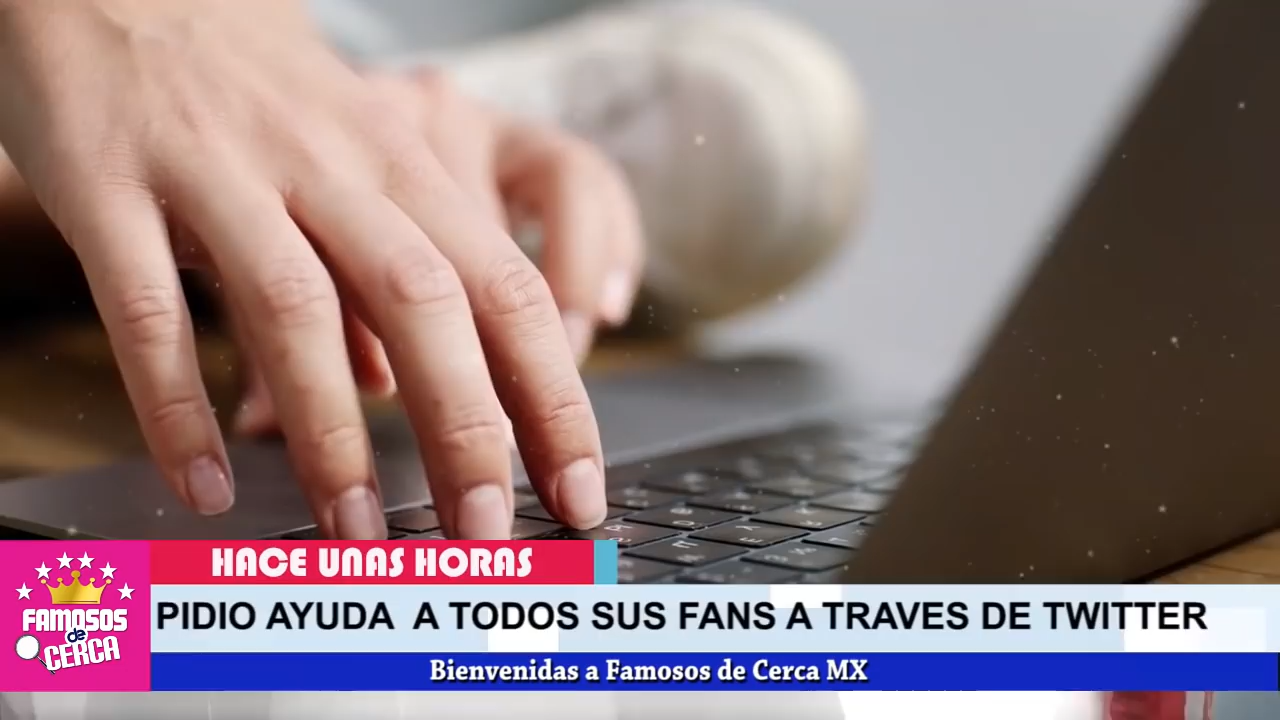 HACE UNAS HORAS
PIDIO AYUDA A TODOS SUS FANS A TRAVES DE TWITTER
FAMOSOS
de
CERCA
Bienvenidas a Famosos de Cerca MX